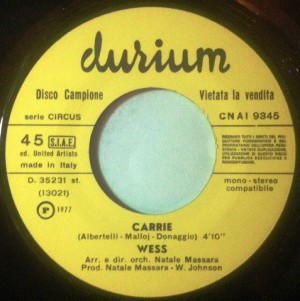 durium
Disco Campione
Vietata la vendita
serie CIRCUS
CN AI 9345
45 S.I.A.E.
ed. United Artists
made in Italy
D. 35231 st.
(13021)
mono - stereo
compatibile
P 1977
CARRIE
(Albertelli - Malloj - Donaggio) 4'10"
WESS
Arr. e dir. orch. Natale Massara
Prod. Natale Massara - W. Johnson